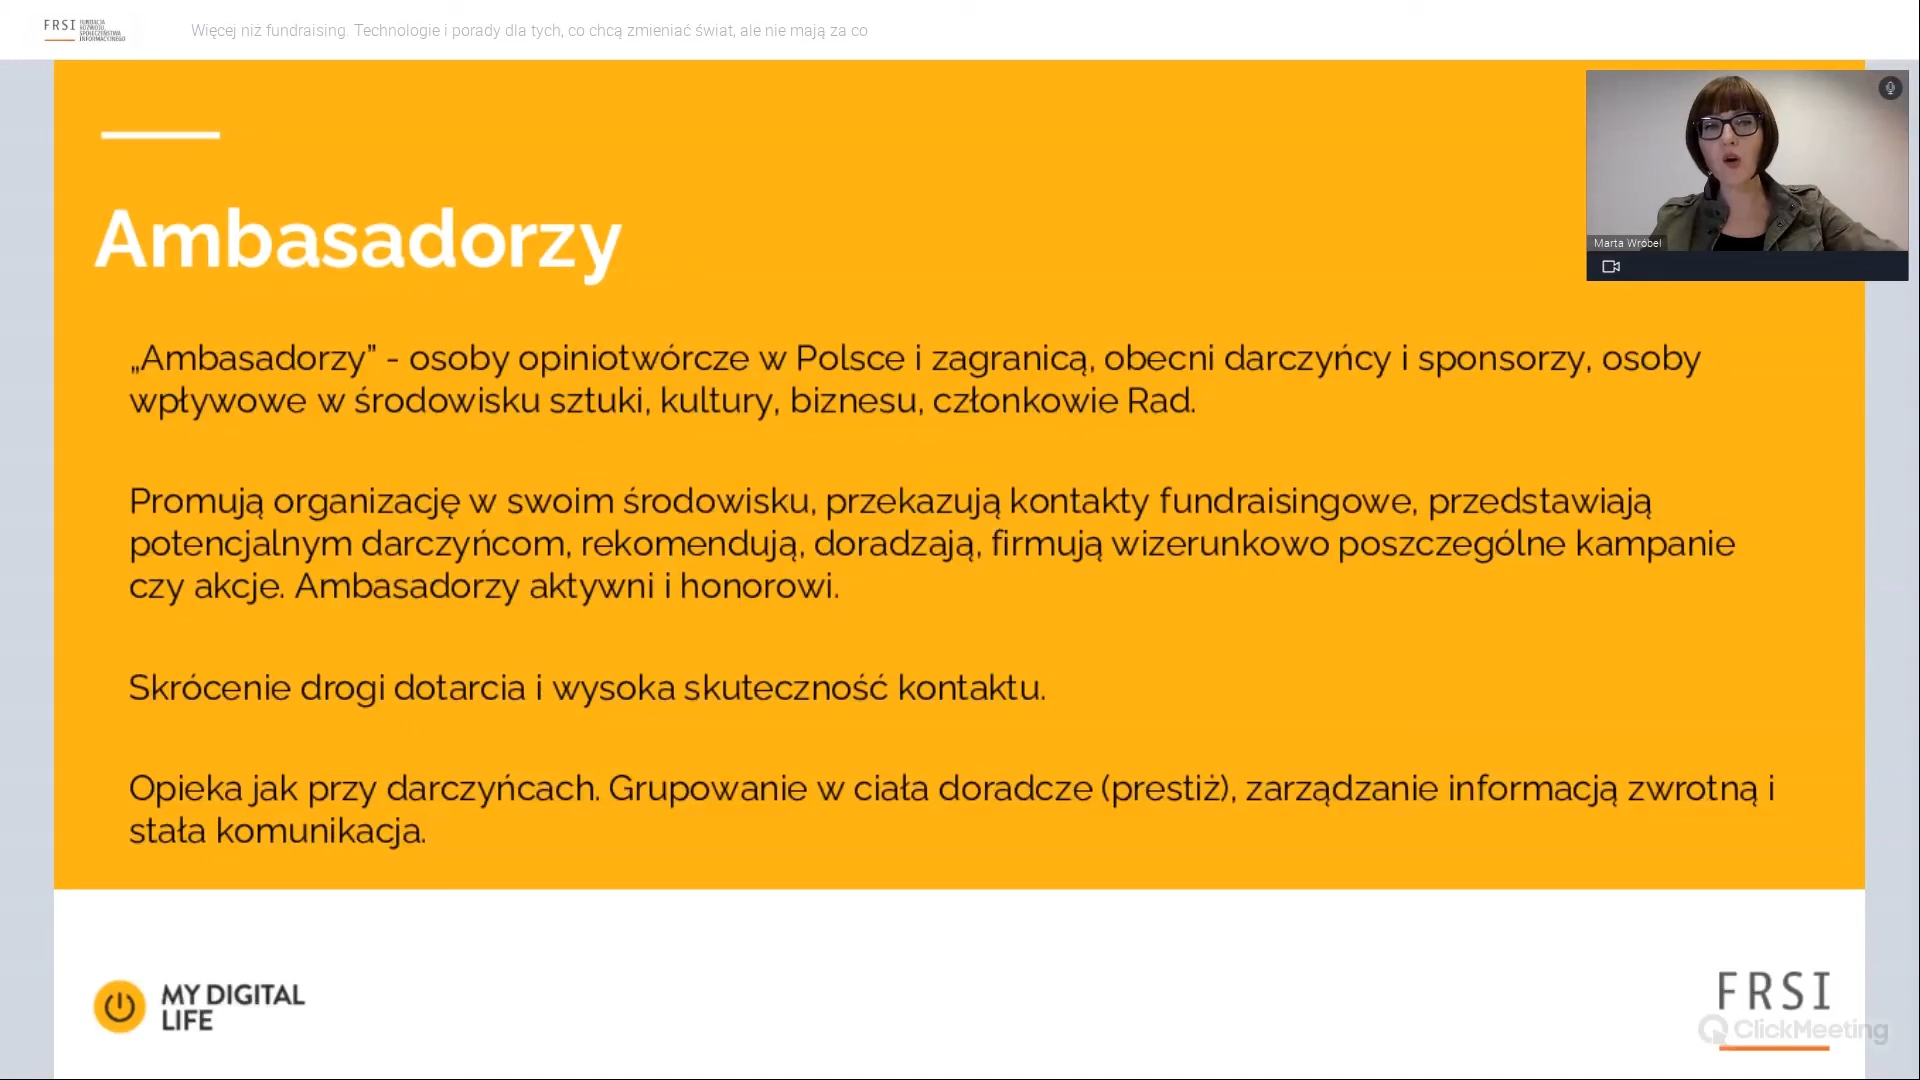 FRSI FUNDACJA
ROZWOJU
SPOŁECZEŃSTWA
INFORMACYJNEGO
Więcej niż fundraising. Technologie i porady dla tych, co chcą zmieniać świat, ale nie mają za co
Marta Wróbel
Ambasadorzy
„Ambasadorzy” - osoby opiniotwórcze w Polsce i zagranicą, obecni darczyńcy i sponsorzy, osoby
wpływowe w środowisku sztuki, kultury, biznesu, członkowie Rad.
Promują organizację w swoim środowisku, przekazują kontakty fundraisingowe, przedstawiają
potencjalnym darczyńcom, rekomendują, doradzają, firmują wizerunkowo poszczególne kampanie
czy akcje. Ambasadorzy aktywni i honorowi.
Skrócenie drogi dotarcia i wysoka skuteczność kontaktu.
Opieka jak przy darczyńcach. Grupowanie w ciała doradcze (prestiż), zarządzanie informacją zwrotną i
stała komunikacja.
MY DIGITAL
LIFE
FRSI
ClickMeeting